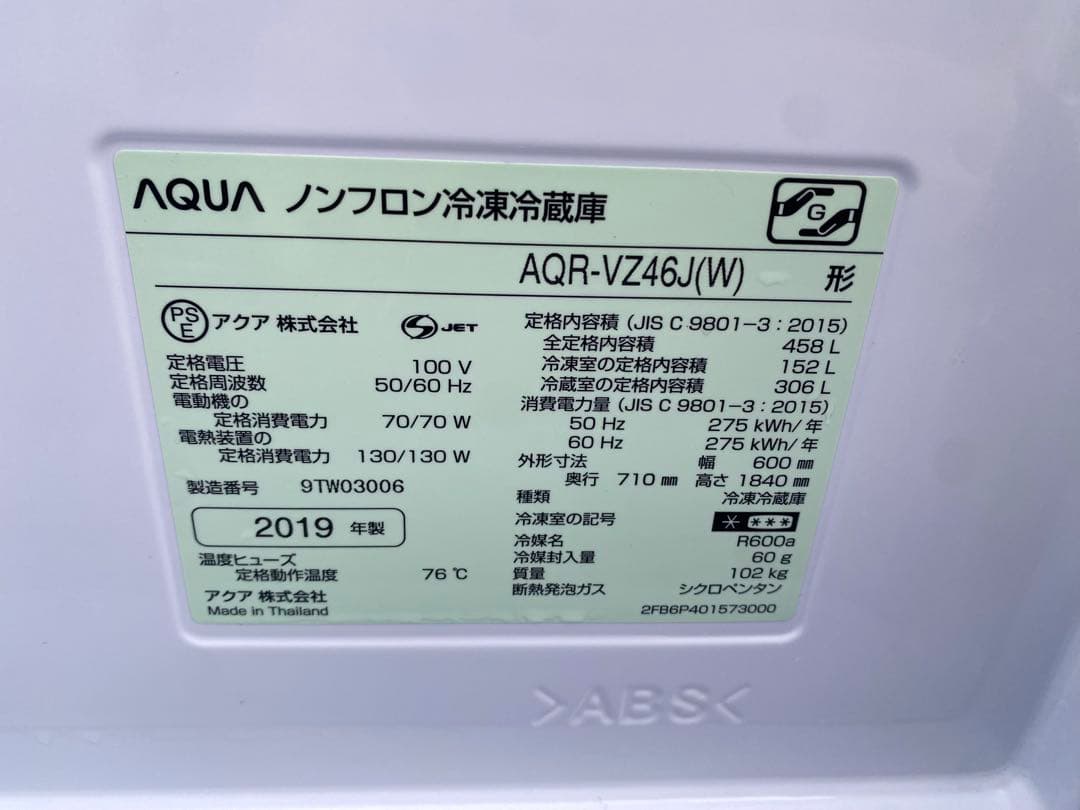 AQUA ノンフロン冷凍冷蔵庫
G
AQR-VZ46J(W) 形
PSE アクア 株式会社 S JET
定格電圧 100 V
定格周波数 50/60 Hz
電動機の
定格消費電力 70/70 W
電熱装置の
定格消費電力 130/130 W
製造番号 9TW03006
2019 年製
温度ヒューズ
定格動作温度 76 ℃
アクア 株式会社
Made in Thailand
定格内容積 (JIS C 9801-3:2015)
全定格内容積 458 L
冷凍室の定格内容積 152 L
冷蔵室の定格内容積 306 L
消費電力量 (JIS C 9801-3:2015)
50 Hz 275 kWh/年
60 Hz 275 kWh/年
外形寸法 幅 600 ㎜
奥行 710 ㎜ 高さ 1840 ㎜
種類 冷凍冷蔵庫
冷凍室の記号 * ***
冷媒名 R600a
冷媒封入量 60 g
質量 102 kg
断熱発泡ガス シクロペンタン
2FB6P401573000
>ABS<